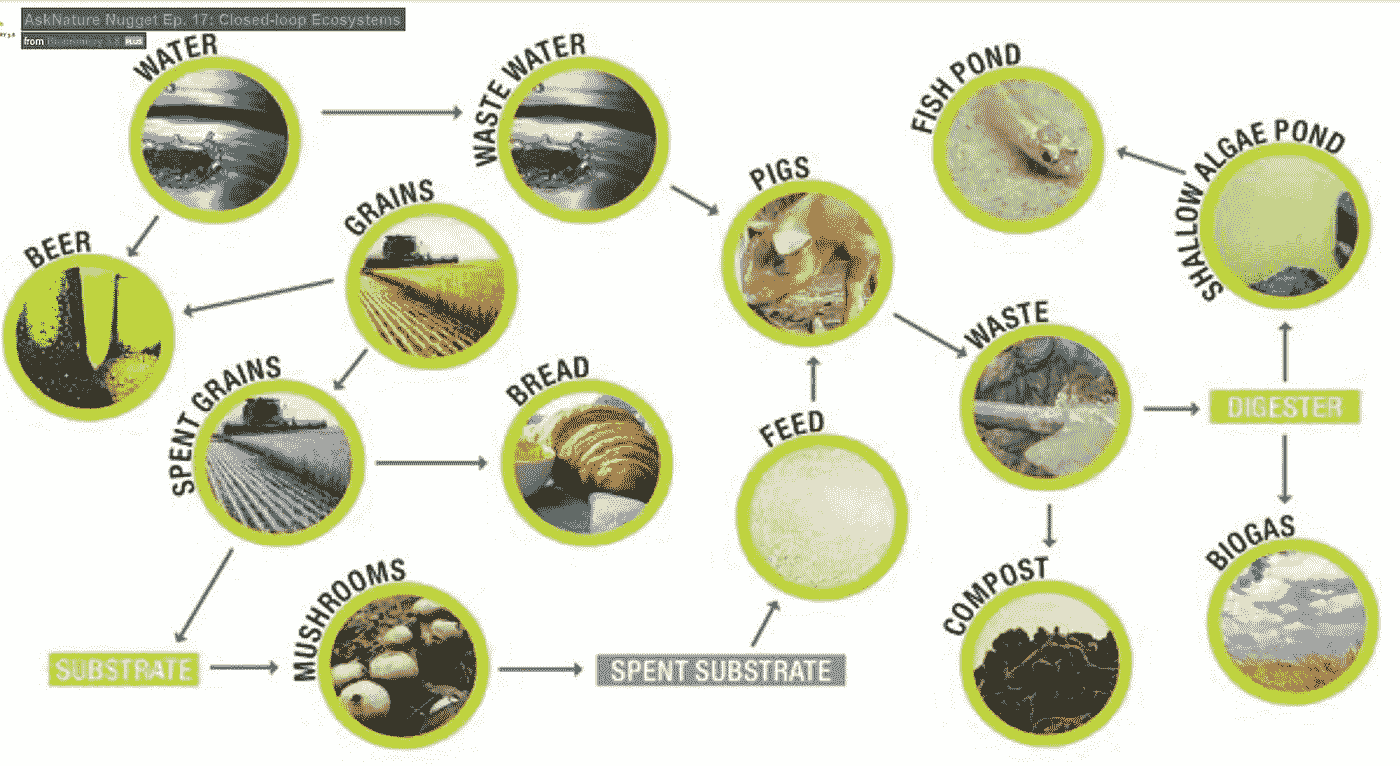 AskNature Nugget Ep. 17: Closed-loop Ecosystems
from
PLUS
WATER
WASTE WATER
FISH POND
SHALLOW ALGAE POND
PIGS
GRAINS
BEER
WASTE
SPENT GRAINS
BREAD
FEED
DIGESTER
MUSHROOMS
COMPOST
BIOGAS
SUBSTRATE
SPENT SUBSTRATE